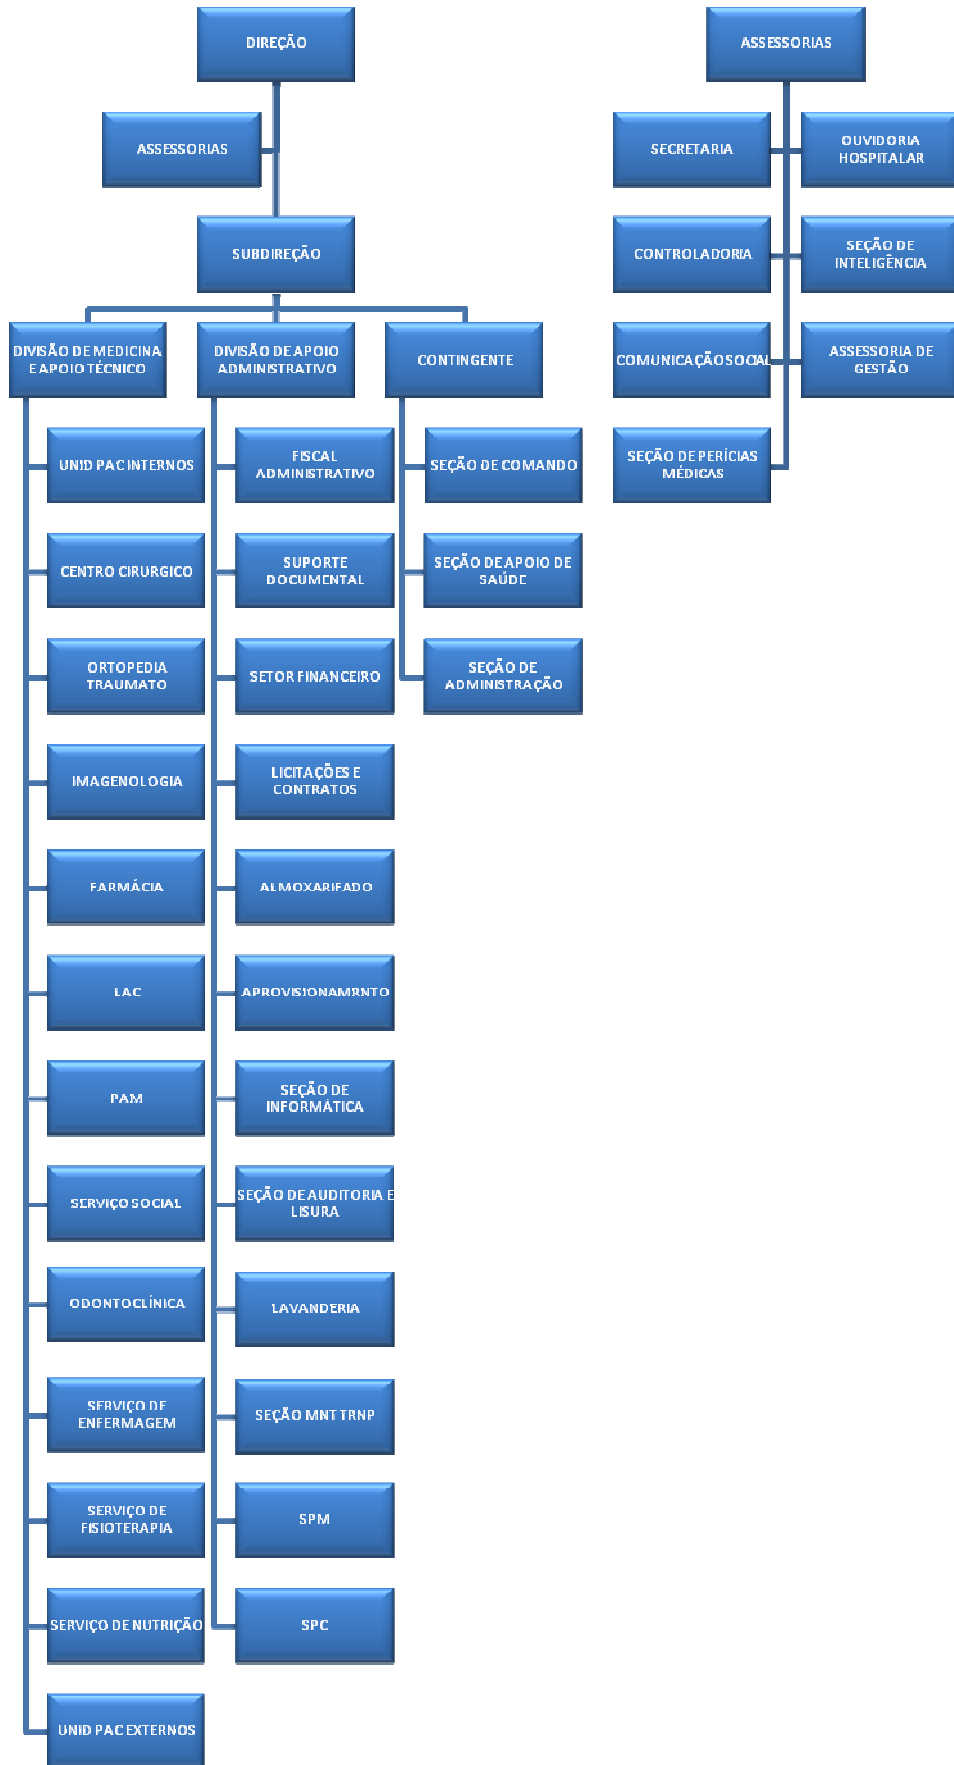 DIREÇÃO
ASSESSORIAS
SUBDIREÇÃO
DIVISÃO DE MEDICINA
E APOIO TÉCNICO
UNID PAC INTERNOS
CENTRO CIRURGICO
ORTOPEDIA
TRAUMATO
IMAGENOLOGIA
FARMÁCIA
LAC
PAM
SERVIÇO SOCIAL
ODONTOCLÍNICA
SERVIÇO DE
ENFERMAGEM
SERVIÇO DE
FISIOTERAPIA
SERVIÇO DE NUTRIÇÃO
UNID PAC EXTERNOS
DIVISÃO DE APOIO
ADMINISTRATIVO
FISCAL
ADMINISTRATIVO
SUPORTE
DOCUMENTAL
SETOR FINANCEIRO
LICITAÇÕES E
CONTRATOS
ALMOXARIFADO
APROVISIONAMENTO
SEÇÃO DE
INFORMÁTICA
SEÇÃO DE AUDITORIA E
LISURA
LAVANDERIA
SEÇÃO MNT TRNP
SPM
SPC
CONTINGENTE
SEÇÃO DE COMANDO
SEÇÃO DE APOIO DE
SAÚDE
SEÇÃO DE
ADMINISTRAÇÃO
ASSESSORIAS
SECRETARIA
OUVIDORIA
HOSPITALAR
CONTROLADORIA
SEÇÃO DE
INTELIGÊNCIA
COMUNICAÇÃO SOCIAL
ASSESSORIA DE
GESTÃO
SEÇÃO DE PERÍCIAS
MÉDICAS